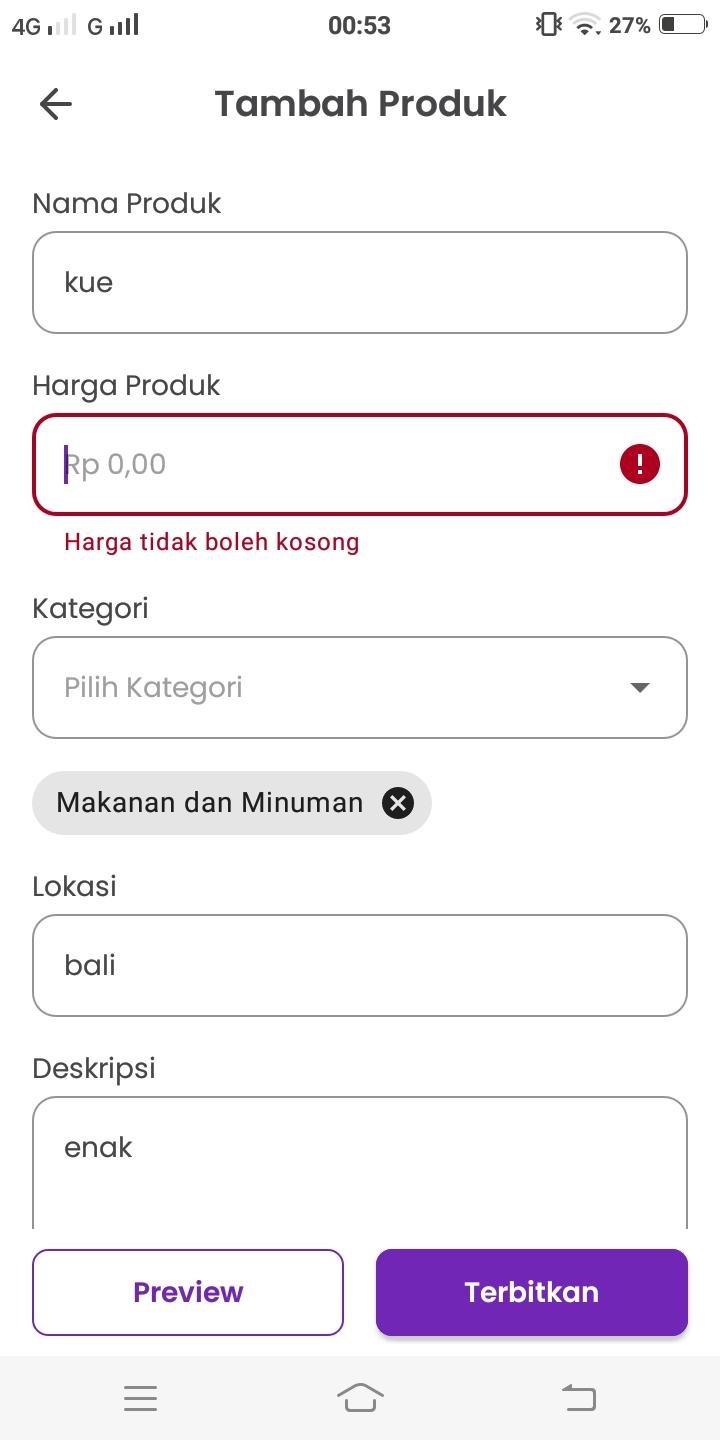 4G G 00:53 27%
Tambah Produk
Nama Produk
kue
Harga Produk
Rp 0,00
Harga tidak boleh kosong
Kategori
Pilih Kategori
Makanan dan Minuman
Lokasi
bali
Deskripsi
enak
Preview Terbitkan